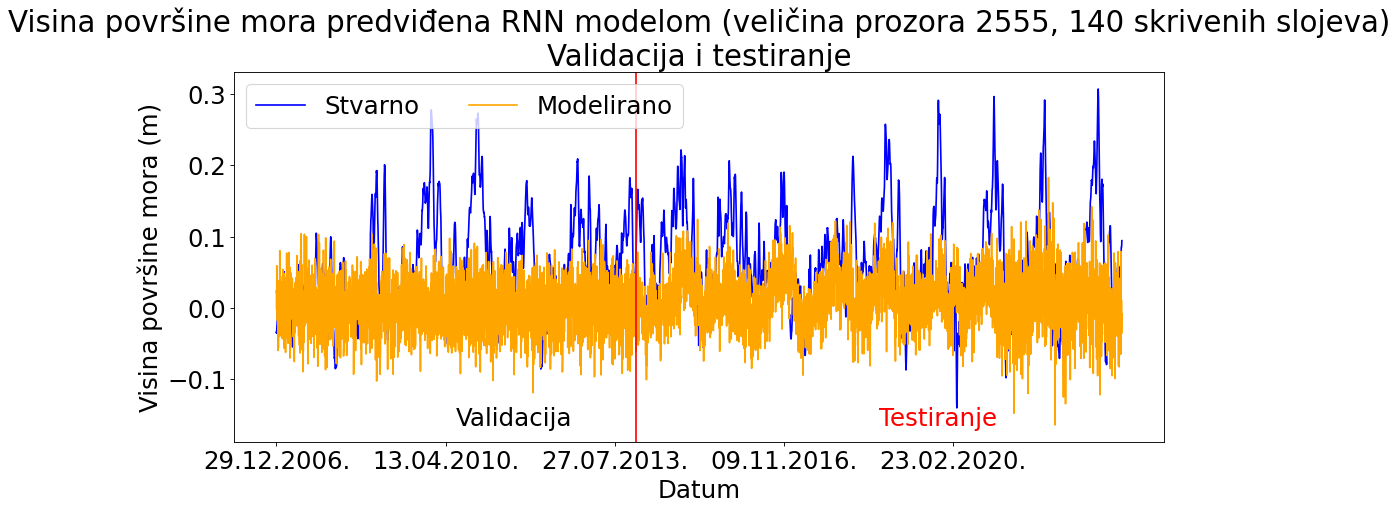 Visina površine mora predviđena RNN modelom (veličina prozora 2555, 140 skrivenih slojeva)
Validacija i testiranje
Stvarno
Modelirano
Visina površine mora (m)
0.3
0.2
0.1
0.0
−0.1
Validacija
Testiranje
29.12.2006.
13.04.2010.
27.07.2013.
09.11.2016.
23.02.2020.
Datum